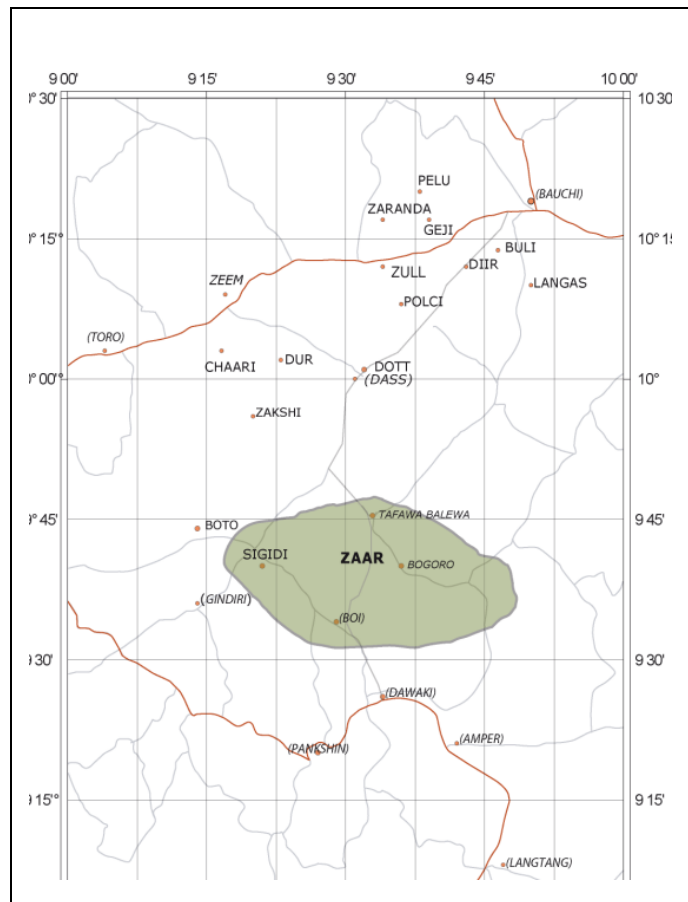 9 00' 9 15' 9 30' 9 45' 10 00'
)° 30' 10 30'
PELU
(BAUCHI)
ZARANDA
GEJI
)° 15' 10 15'
BULI
ZULL DIIR
ZEEM LANGAS
POLCI
(TORO)
CHAARI DUR DOTT
(DASS)
)° 00'° 10°
ZAKSHI
9 45' 9 45'
TAFAWA BALEWA
BOTO
SIGIDI ZAAR BOGORO
(GINDIRI)
(BOI)
9 30' 9 30'
(DAWAKI)
(PANKSHIN) (AMPER)
9 15'° 9 15'
(LANGTANG)